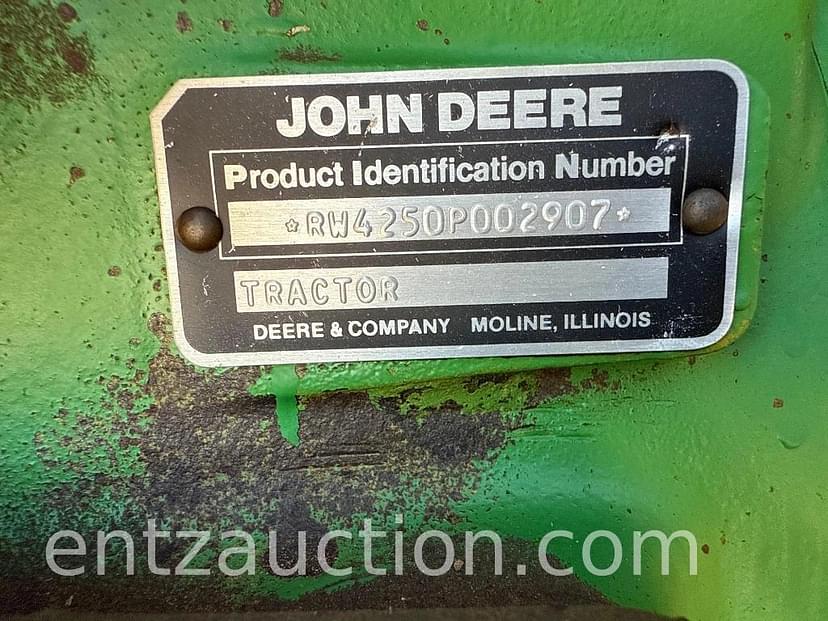 JOHN DEERE
Product Identification Number
*RW4250P002907*
TRACTOR
DEERE & COMPANY MOLINE, ILLINOIS
entzauction.com